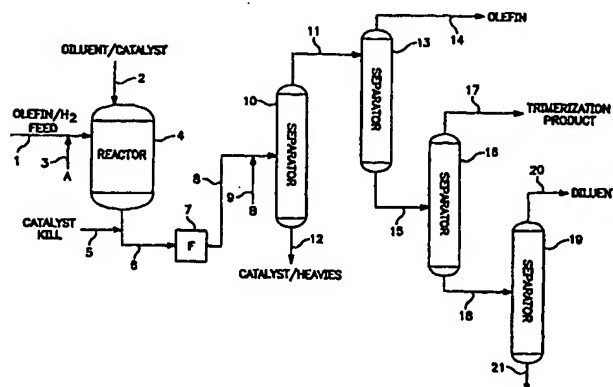 DILUENT/CATALYST
2
OLEFIN/H2
FEED
1
3
A
REACTOR
4
CATALYST
KILL
5
6
7
F
8
9
B
10
SEPARATOR
11
12
CATALYST/HEAVIES
13
SEPARATOR
14
OLEFIN
15
16
SEPARATOR
17
TRIMERIZATION
PRODUCT
18
19
SEPARATOR
20
DILUENT
21